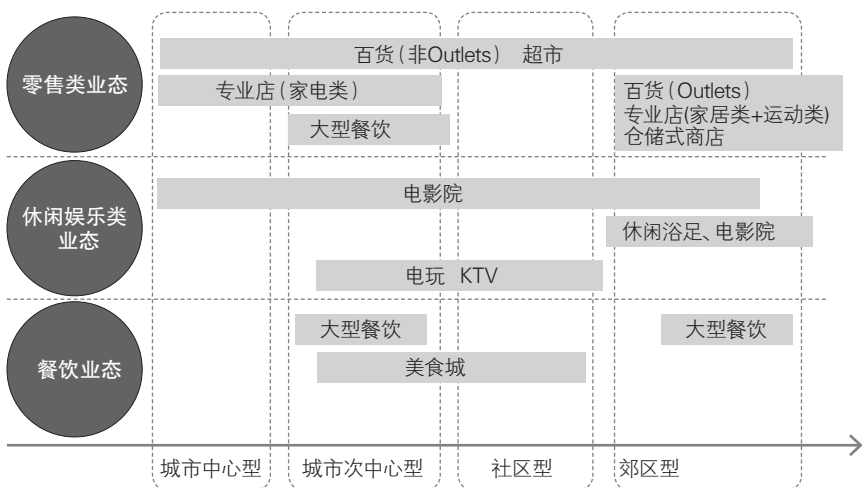 零售类业态
百货(非Outlets) 超市
专业店(家电类)
大型餐饮
百货(Outlets)
专业店(家居类+运动类)
仓储式商店
休闲娱乐类
业态
电影院
休闲浴足、电影院
电玩 KTV
餐饮业态
大型餐饮
大型餐饮
美食城
城市中心型 城市次中心型 社区型 郊区型